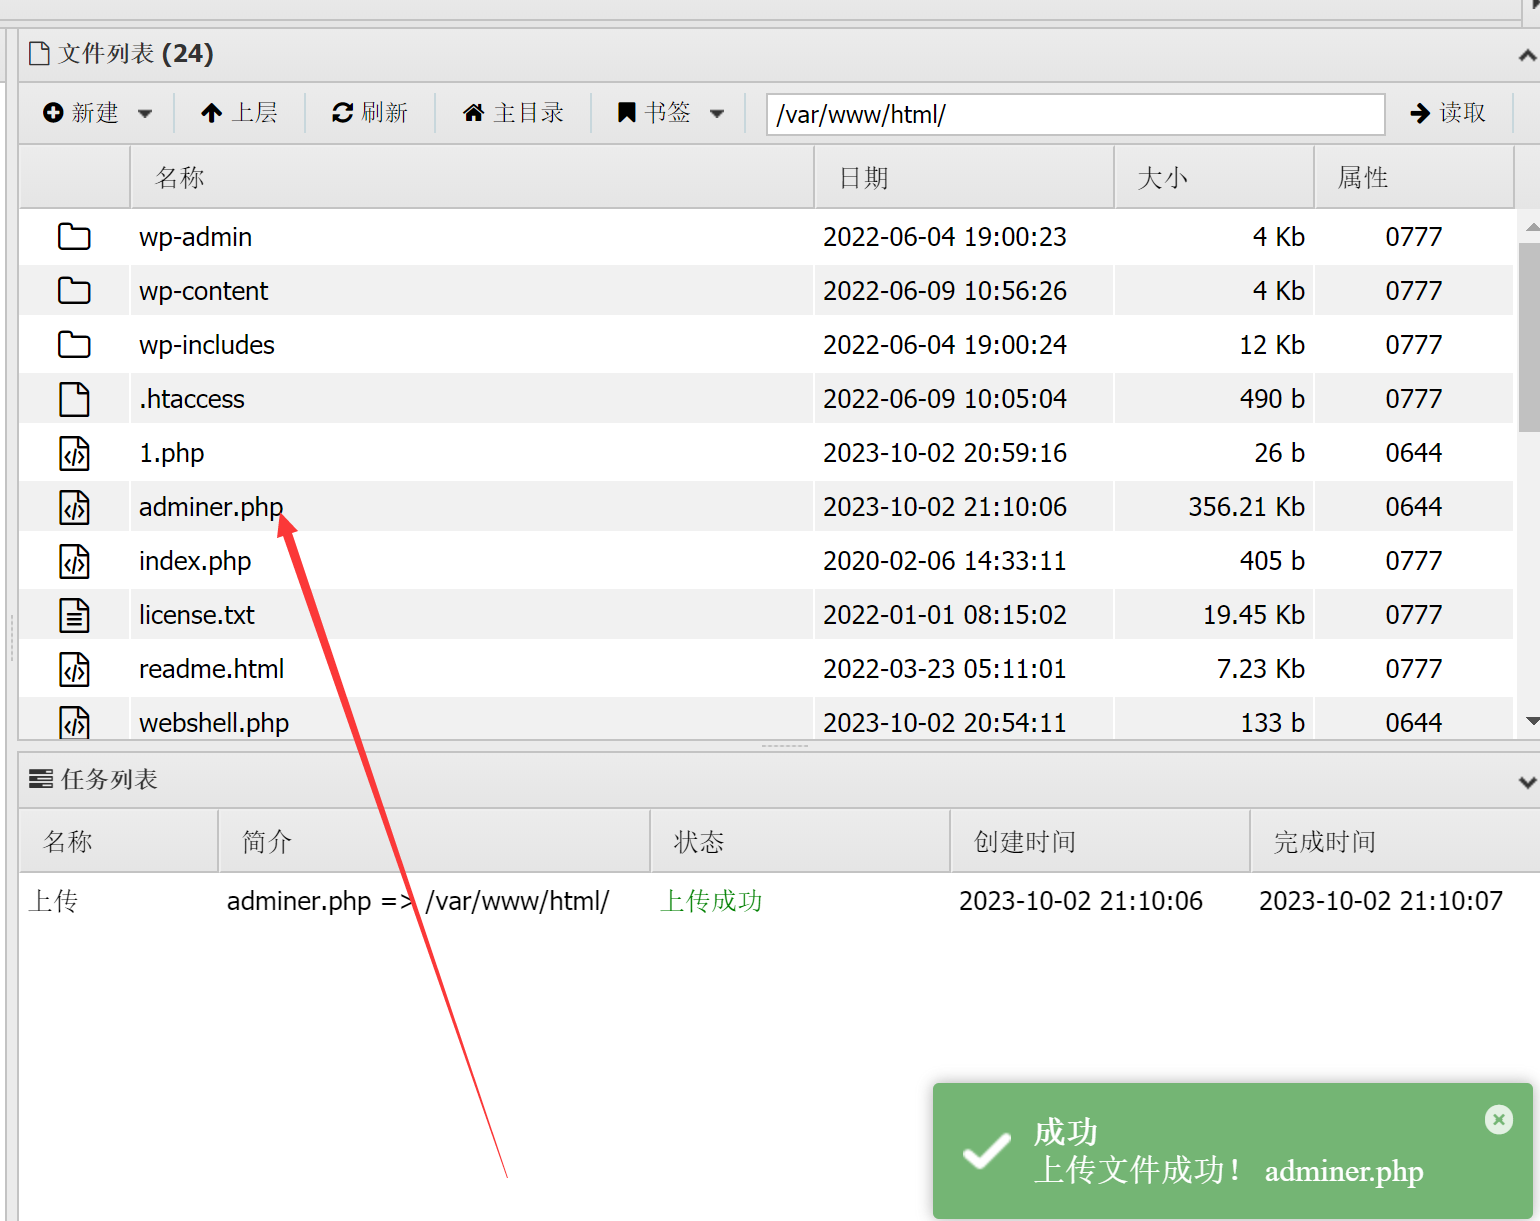 文件列表 (24)
新建 上层 刷新 主目录 书签 /var/www/html/ 读取
名称 日期 大小 属性
wp-admin 2022-06-04 19:00:23 4 Kb 0777
wp-content 2022-06-09 10:56:26 4 Kb 0777
wp-includes 2022-06-04 19:00:24 12 Kb 0777
.htaccess 2022-06-09 10:05:04 490 b 0777
1.php 2023-10-02 20:59:16 26 b 0644
adminer.php 2023-10-02 21:10:06 356.21 Kb 0644
index.php 2020-02-06 14:33:11 405 b 0777
license.txt 2022-01-01 08:15:02 19.45 Kb 0777
readme.html 2022-03-23 05:11:01 7.23 Kb 0777
webshell.php 2023-10-02 20:54:11 133 b 0644
任务列表
名称 简介 状态 创建时间 完成时间
上传 adminer.php => /var/www/html/ 上传成功 2023-10-02 21:10:06 2023-10-02 21:10:07
成功
上传文件成功！ adminer.php